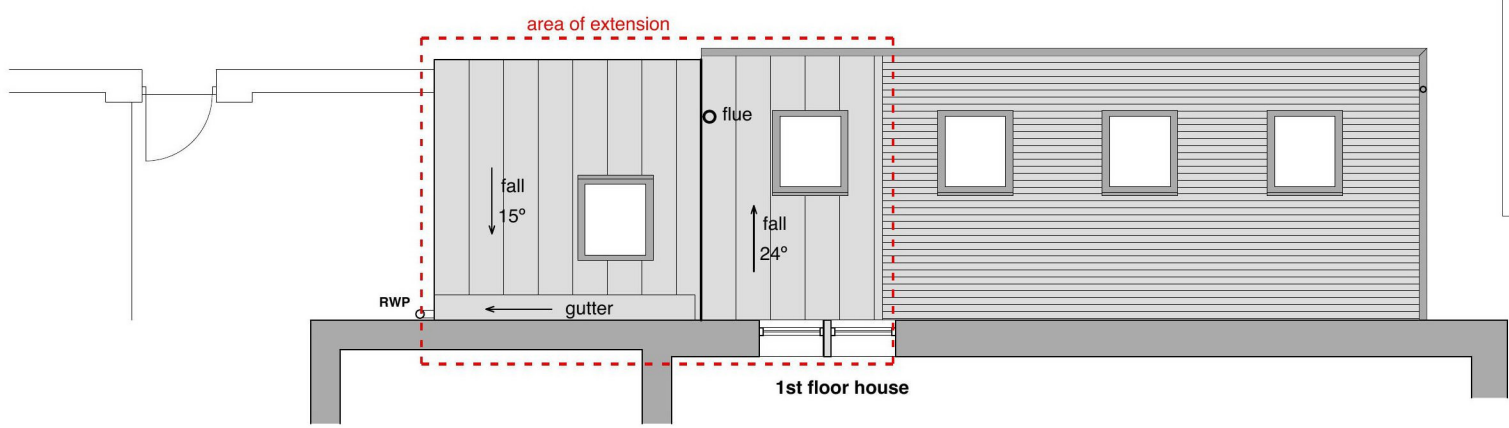 area of extension
flue
fall
15º
fall
24º
RWP
gutter
1st floor house